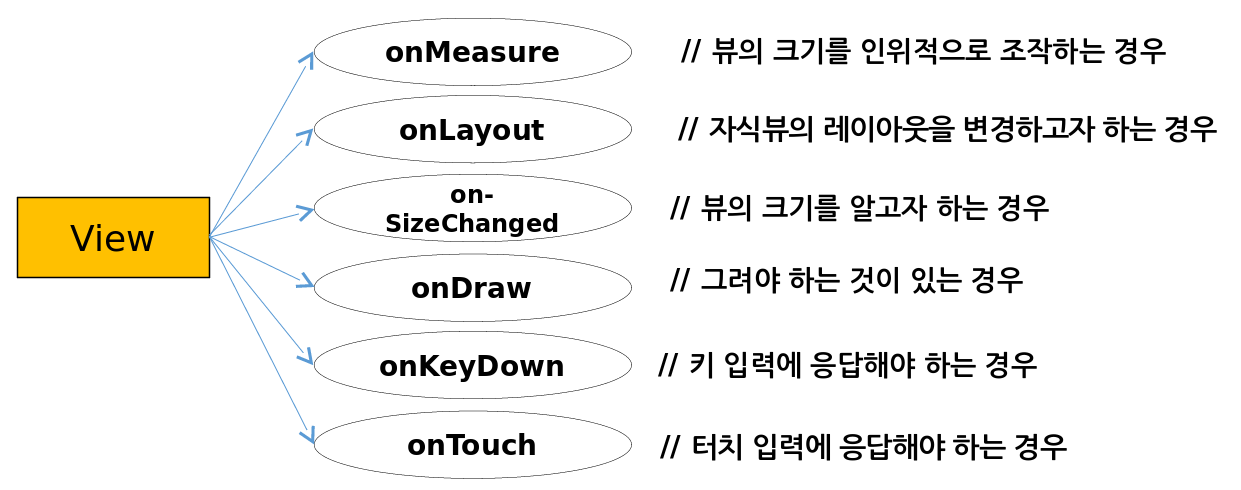 onMeasure // 뷰의 크기를 인위적으로 조작하는 경우
onLayout // 자식뷰의 레이아웃을 변경하고자 하는 경우
on-
SizeChanged // 뷰의 크기를 알고자 하는 경우
View
onDraw // 그려야 하는 것이 있는 경우
onKeyDown // 키 입력에 응답해야 하는 경우
onTouch // 터치 입력에 응답해야 하는 경우